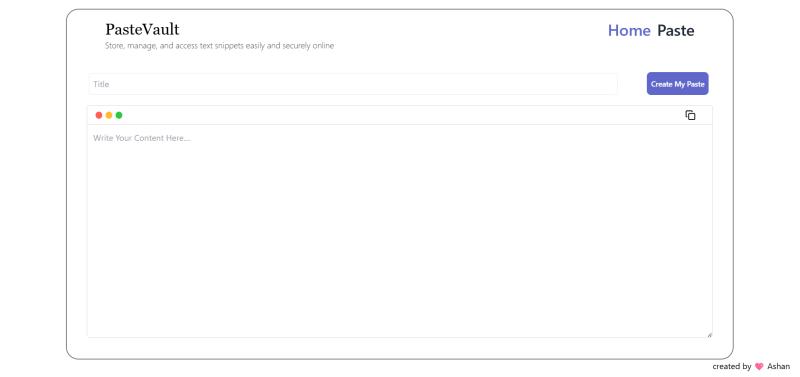 PasteVault
Store, manage, and access text snippets easily and securely online
Home Paste
Title
Create My Paste
Write Your Content Here...
created by 💗 Ashan